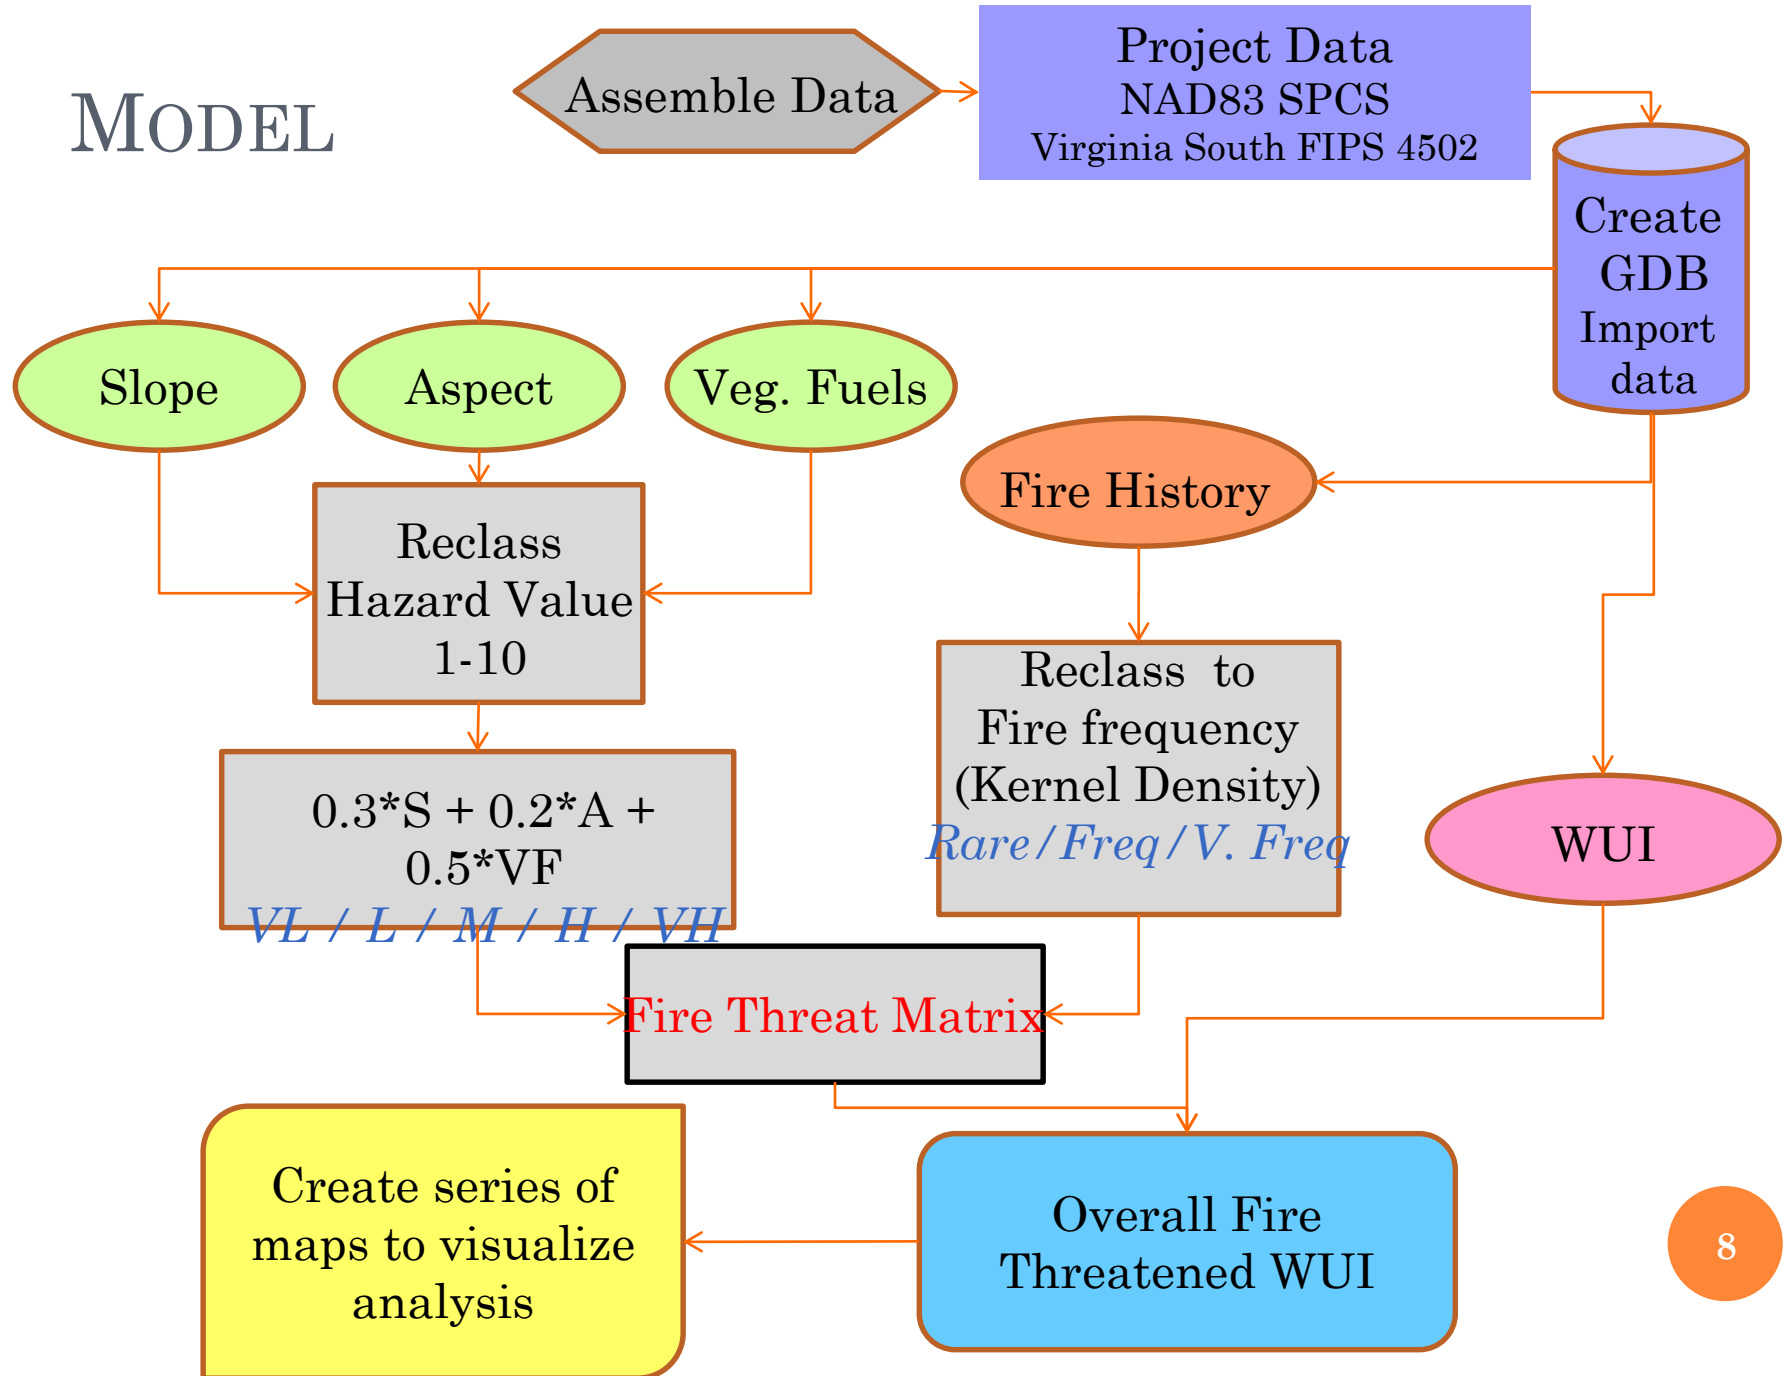 MODEL
Assemble Data
Project Data
NAD83 SPCS
Virginia South FIPS 4502
Create
GDB
Import
data
Slope
Aspect
Veg. Fuels
Fire History
Reclass
Hazard Value
1-10
Reclass to
Fire frequency
(Kernel Density)
Rare/Freq/V. Freq
0.3*S + 0.2*A +
0.5*VF
VL / L / M / H / VH
WUI
Fire Threat Matrix
Create series of
maps to visualize
analysis
Overall Fire
Threatened WUI
8